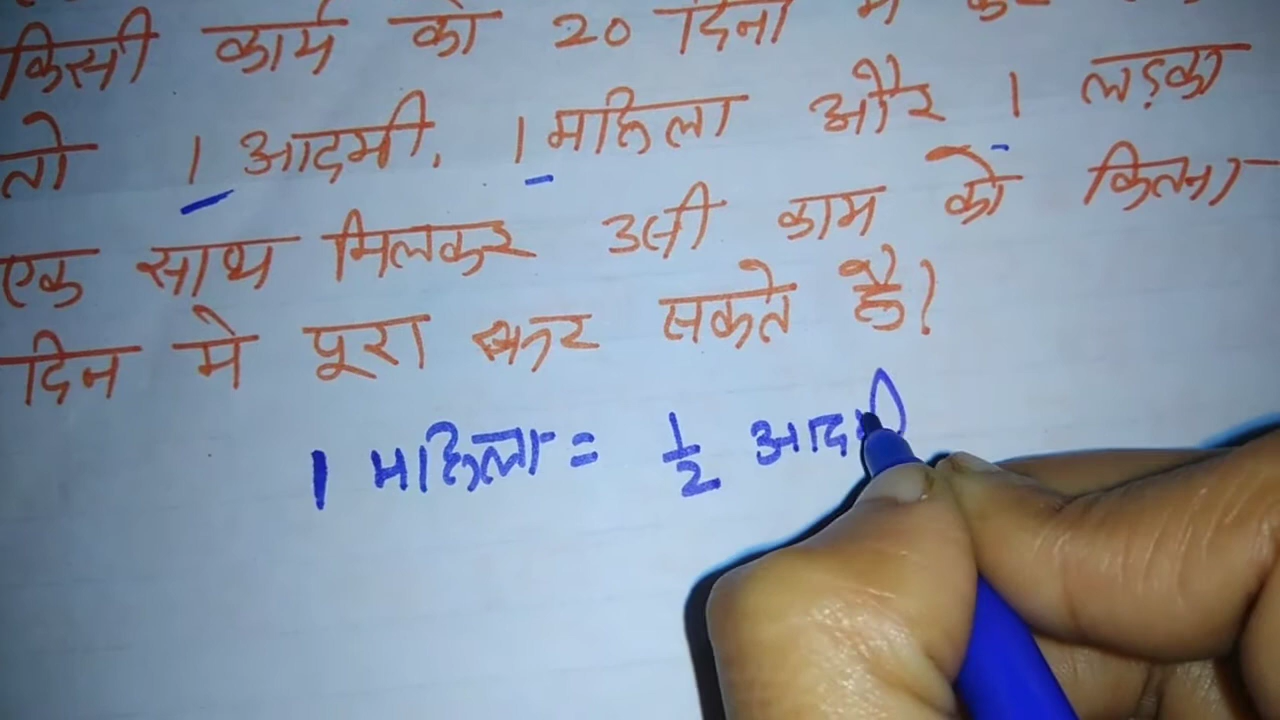 किसी कार्य को 20 दिनों में
तो 1 आदमी, 1 महिला और 1 लड़का
एक साथ मिलकर उसी काम को कितना
दिन मे पूरा कर सकते है?
1 महिला = 1/2 आदमी